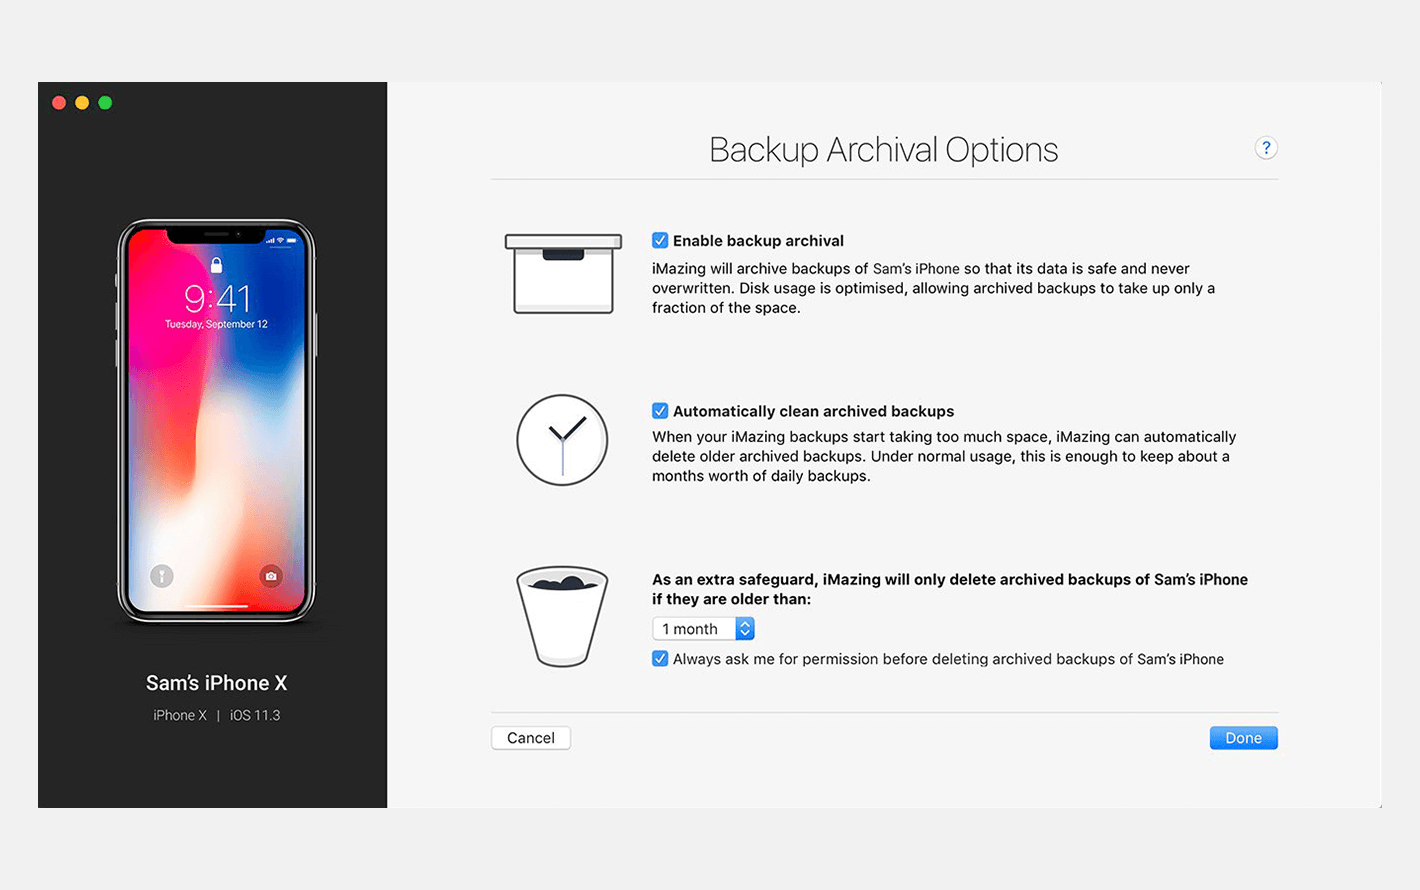 Backup Archival Options
?
9:41
Tuesday, September 12
Sam's iPhone X
iPhone X | iOS 11.3
Enable backup archival
iMazing will archive backups of Sam's iPhone so that its data is safe and never
overwritten. Disk usage is optimised, allowing archived backups to take up only a
fraction of the space.
Automatically clean archived backups
When your iMazing backups start taking too much space, iMazing can automatically
delete older archived backups. Under normal usage, this is enough to keep about a
months worth of daily backups.
As an extra safeguard, iMazing will only delete archived backups of Sam's iPhone
if they are older than:
1 month
Always ask me for permission before deleting archived backups of Sam's iPhone
Cancel
Done